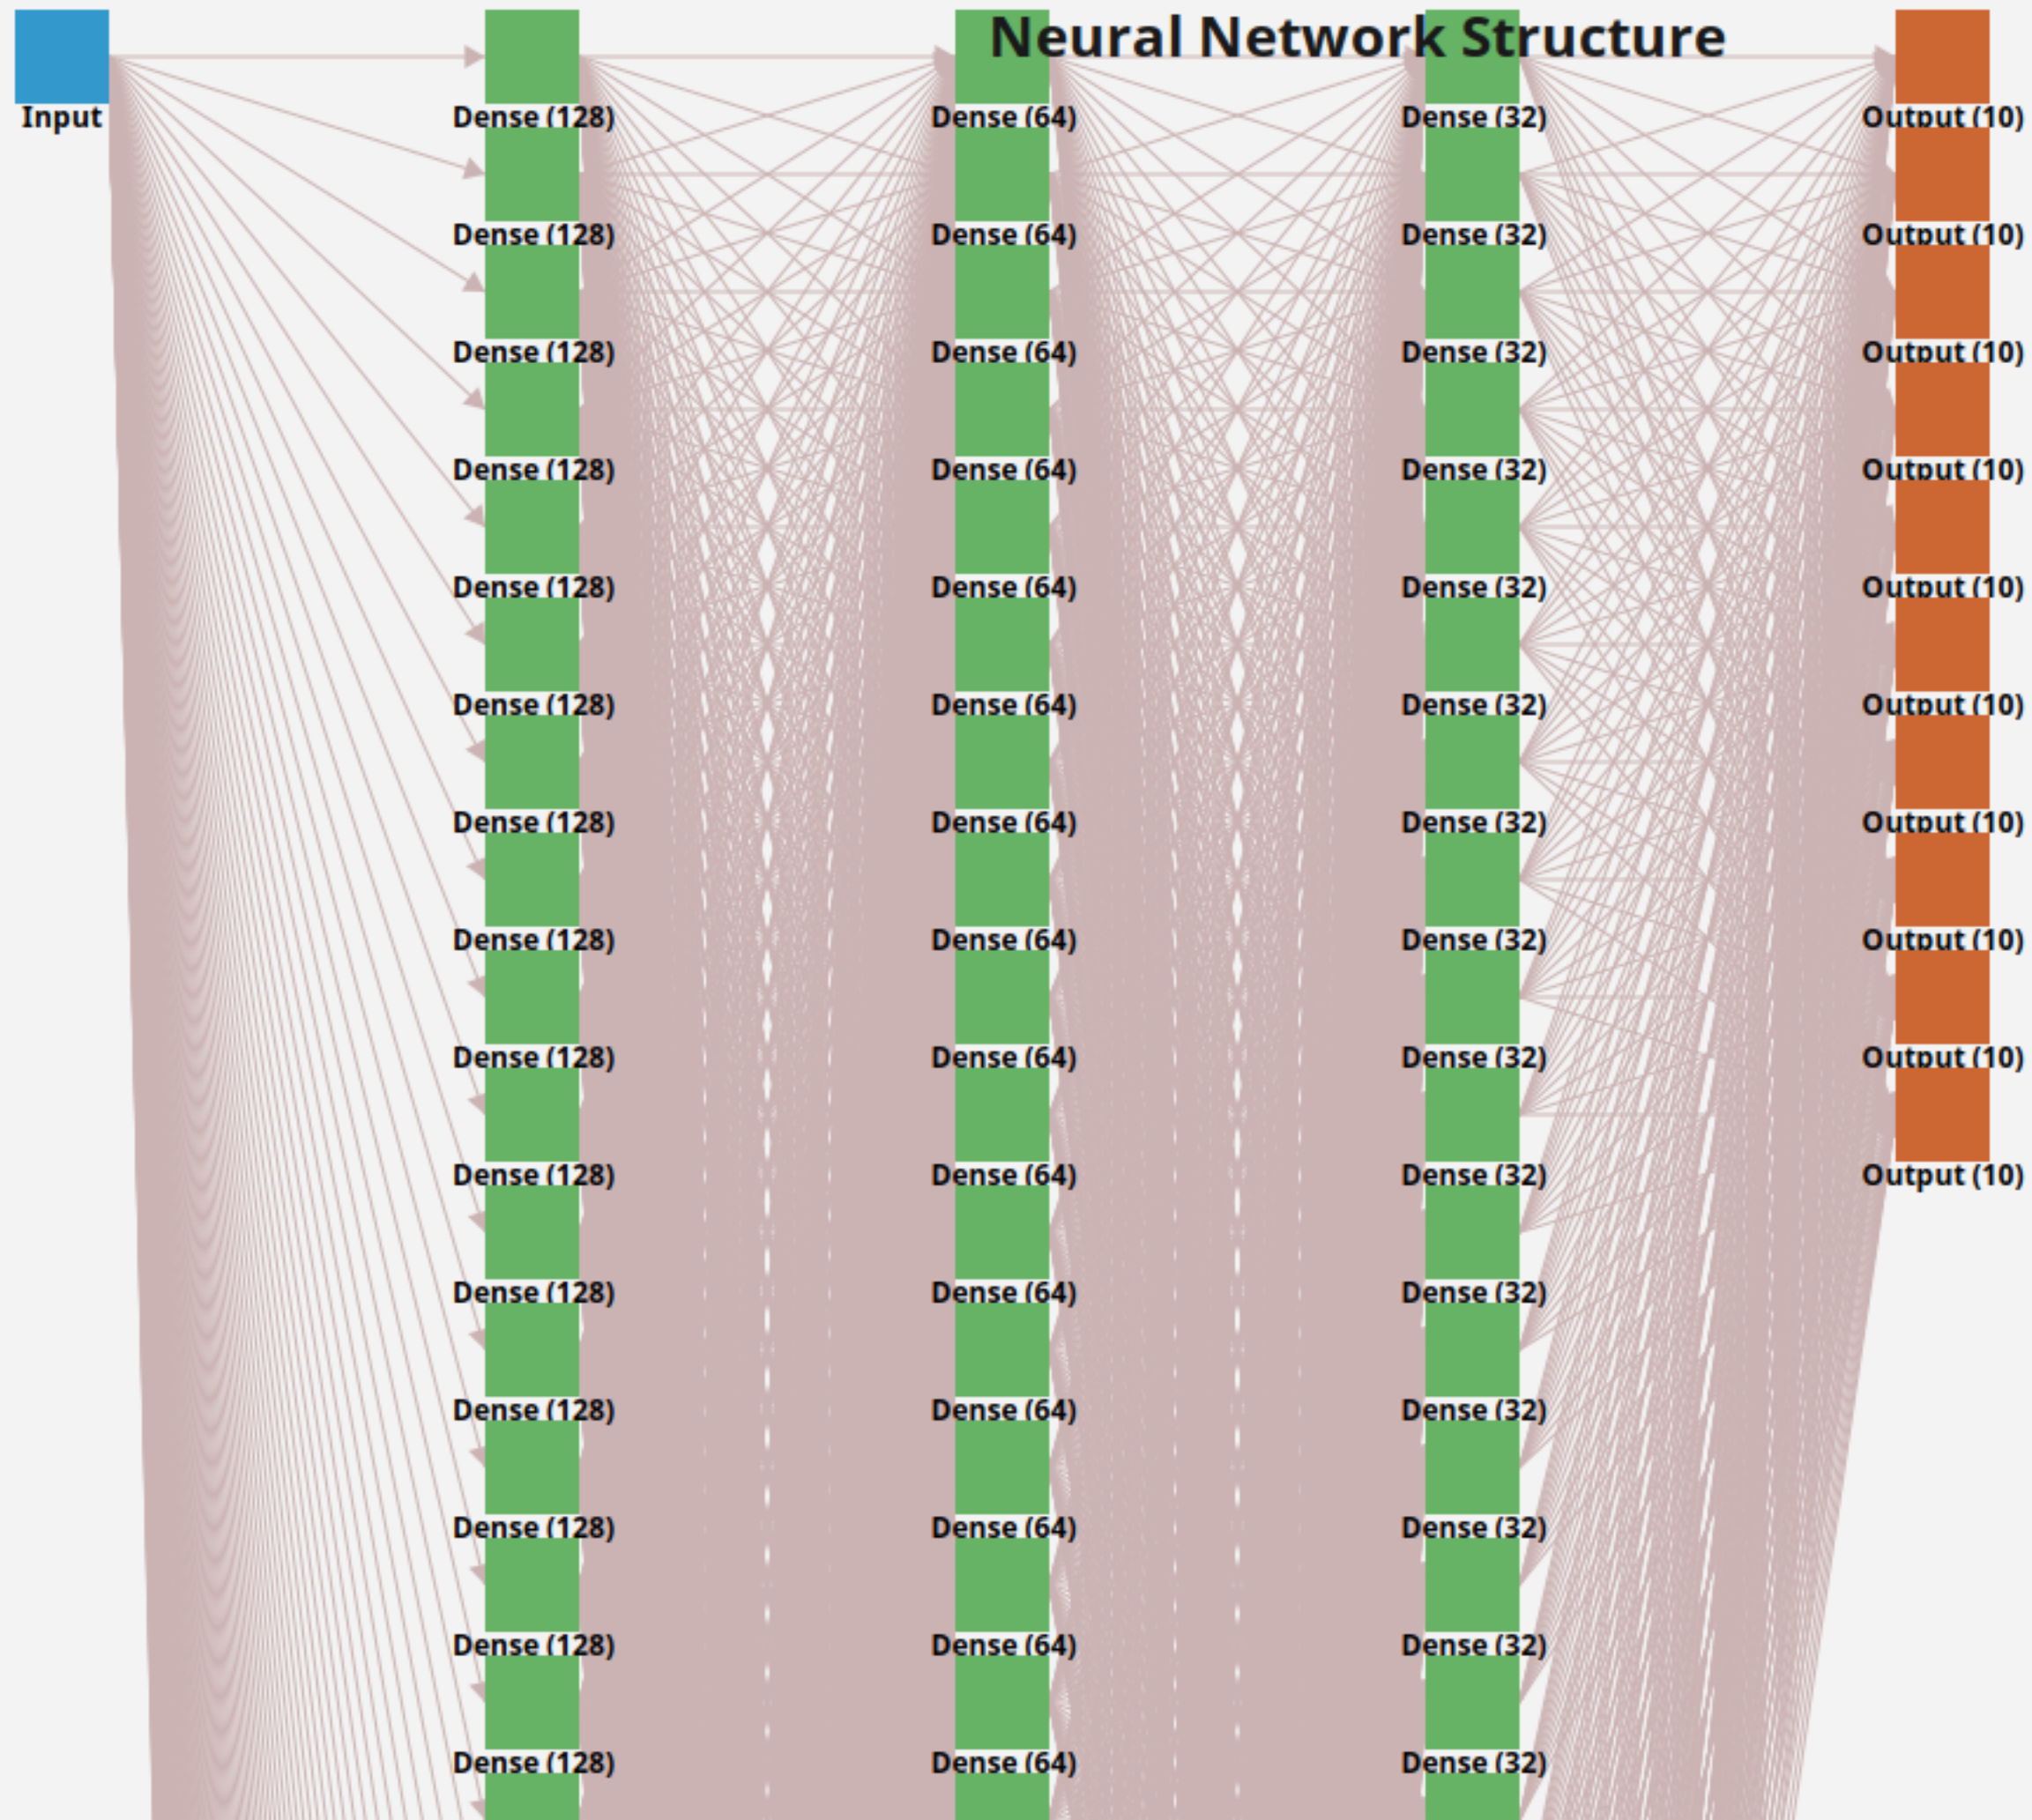 Neural Network Structure
Input Dense (128) Dense (64) Dense (32) Output (10)
Dense (128) Dense (64) Dense (32) Output (10)
Dense (128) Dense (64) Dense (32) Output (10)
Dense (128) Dense (64) Dense (32) Output (10)
Dense (128) Dense (64) Dense (32) Output (10)
Dense (128) Dense (64) Dense (32) Output (10)
Dense (128) Dense (64) Dense (32) Output (10)
Dense (128) Dense (64) Dense (32) Output (10)
Dense (128) Dense (64) Dense (32) Output (10)
Dense (128) Dense (64) Dense (32) Output (10)
Dense (128) Dense (64) Dense (32)
Dense (128) Dense (64) Dense (32)
Dense (128) Dense (64) Dense (32)
Dense (128) Dense (64) Dense (32)
Dense (128) Dense (64) Dense (32)